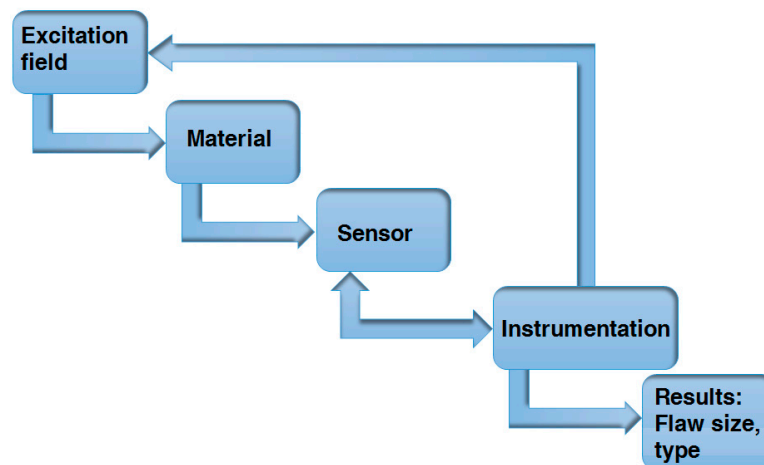 Excitation
field
Material
Sensor
Instrumentation
Results:
Flaw size,
type